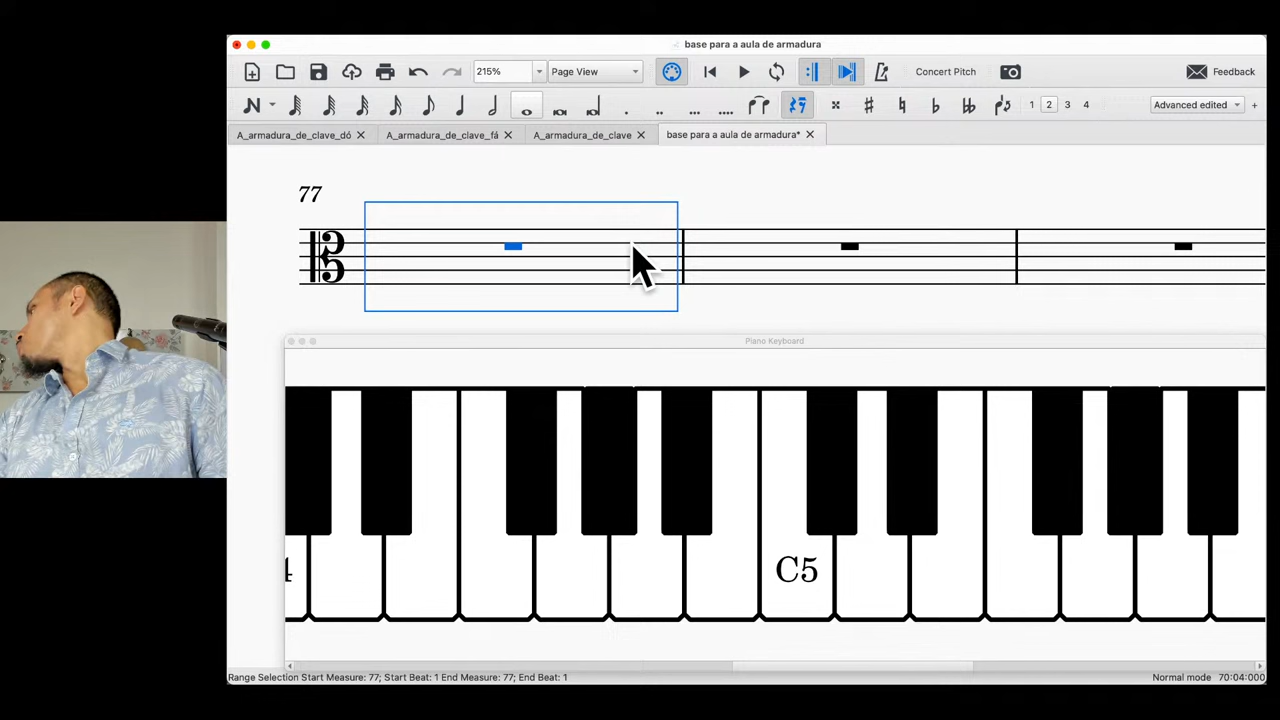 base para a aula de armadura
215% Page View Concert Pitch Feedback
1 2 3 4 Advanced edited +
A_armadura_de_clave_dó A_armadura_de_clave_fá A_armadura_de_clave base para a aula de armadura*
77
Piano Keyboard
4 C5
Range Selection Start Measure: 77; Start Beat: 1 End Measure: 77; End Beat: 1 Normal mode 70:04:000